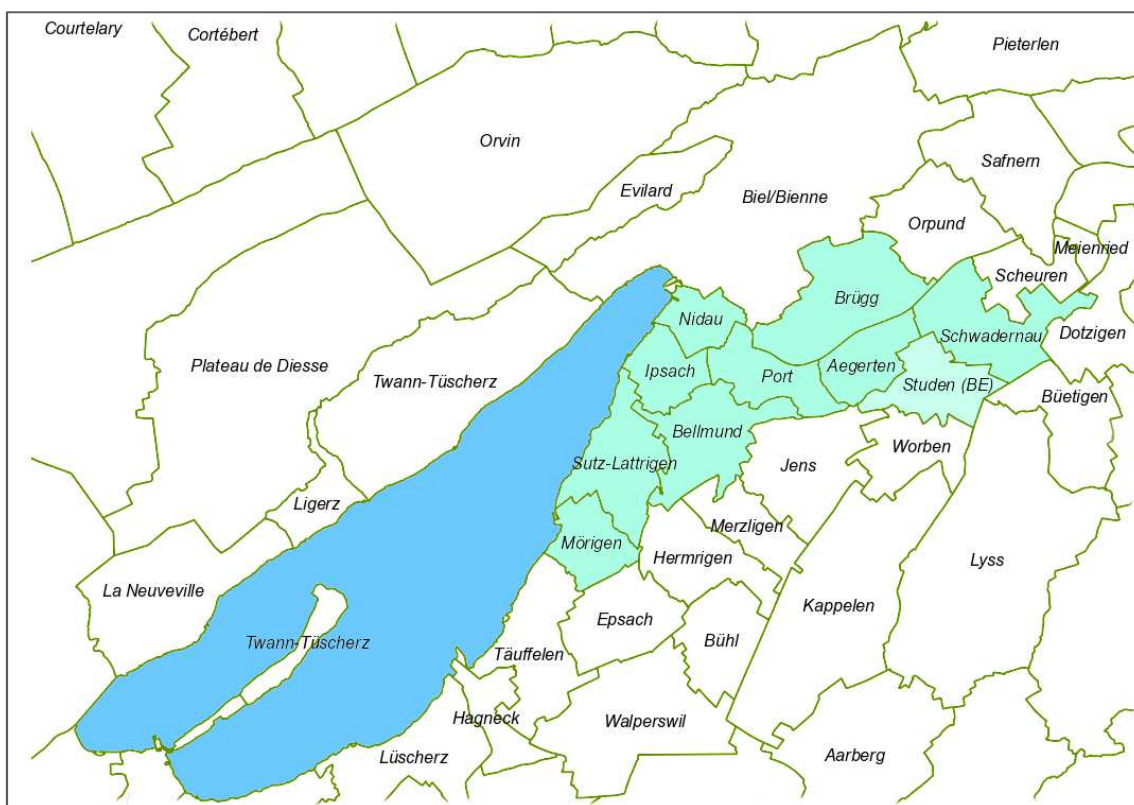 Courtelary
Cortébert
Pieterlen
Orvin
Safnern
Evilard
Biel/Bienne
Orpund
Meienried
Scheuren
Brügg
Nidau
Schwadernau
Dotzigen
Plateau de Diesse
Twann-Tüscherz
Ipsach
Port
Aegerten
Studen (BE)
Büetigen
Bellmund
Worben
Sutz-Lattrigen
Jens
Ligerz
Merzligen
Mörigen
Hermrigen
Lyss
La Neuveville
Kappelen
Epsach
Twann-Tüscherz
Bühl
Täuffelen
Hagneck
Walperswil
Lüscherz
Aarberg